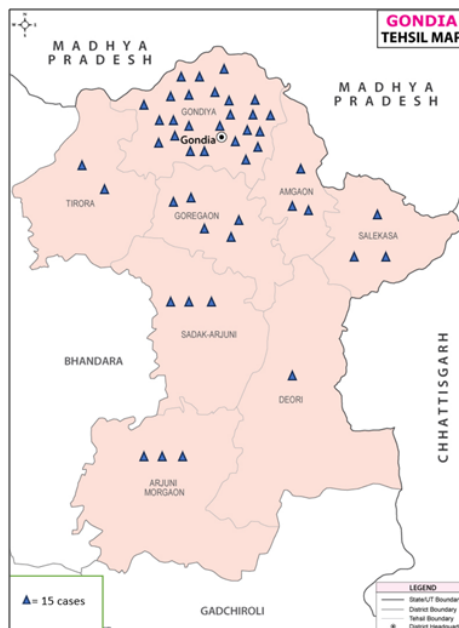 GONDIA
TEHSIL MAP
N
W
E
S
MADHYA
PRADESH
MADHYA
PRADESH
GONDIYA
Gondia
TIRORA
GOREGAON
AMGAON
SALEKASA
SADAK-ARJUNI
BHANDARA
DEORI
CHHATTISGARH
ARJUNI
MORGAON
= 15 cases
GADCHIROLI
LEGEND
State/UT Boundary
District Boundary
Tehsil Boundary
District Headquart